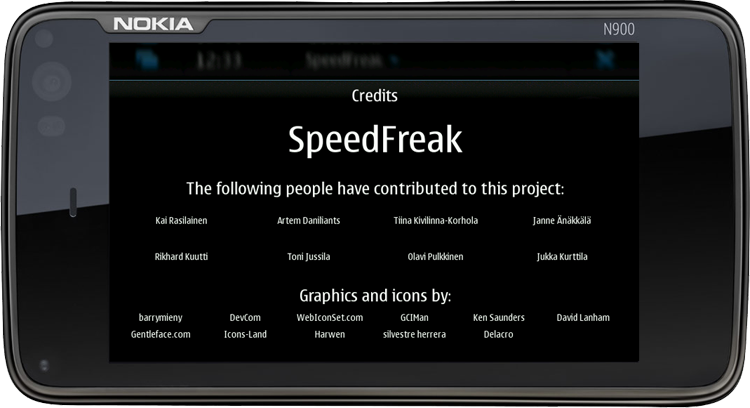 NOKIA
N900
12:33 SpeedFreak
Credits
SpeedFreak
The following people have contributed to this project:
Kai Rasilainen Artem Daniliants Tiina Kivilinna-Korhola Janne Änäkkälä
Rikhard Kuutti Toni Jussila Olavi Pulkkinen Jukka Kurttila
Graphics and icons by:
barrymieny DevCom WebIconSet.com GCIMan Ken Saunders David Lanham
Gentleface.com Icons-Land Harwen silvestre herrera Delacro